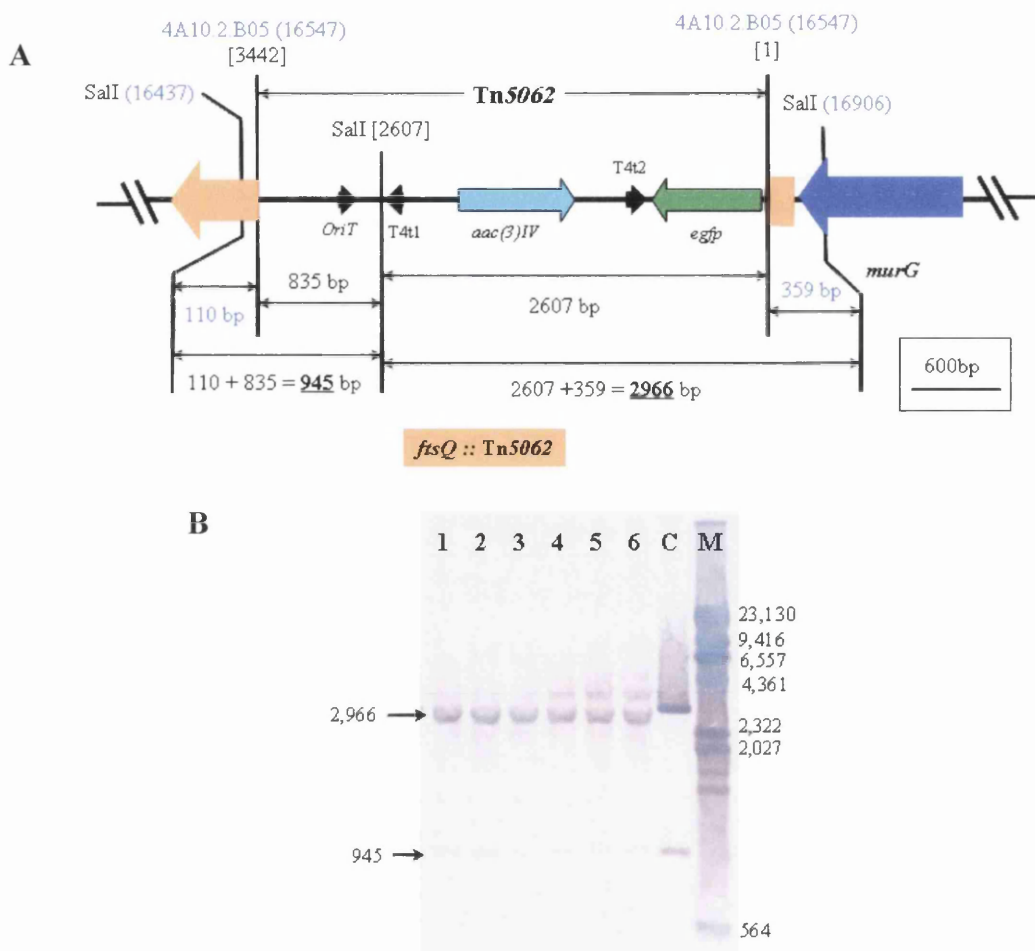 A
4A10.2.B05 (16547)
[3442]
4A10.2.B05 (16547)
[1]
SalI (16437)
Tn5062
SalI (16906)
SalI [2607]
T4t2
OriT
T4t1
aac(3)IV
egfp
murG
110 bp
835 bp
2607 bp
359 bp
110 + 835 = 945 bp
2607 +359 = 2966 bp
600bp
ftsQ :: Tn5062
B
1 2 3 4 5 6 C M
23,130
9,416
6,557
4,361
2,966
2,322
2,027
945
564